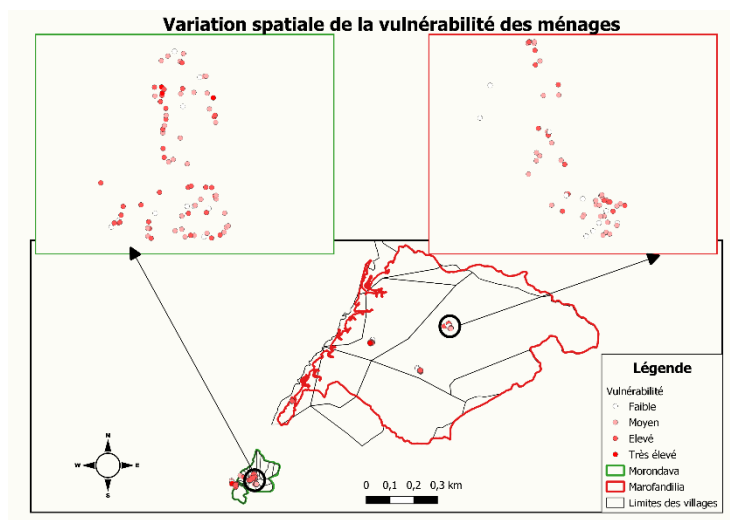 Variation spatiale de la vulnérabilité des ménages
Légende
Vulnérabilité
Faible
Moyen
Elevé
Très élevé
Morondava
Marofandilia
Limites des villages
N
W
E
S
0 0,1 0,2 0,3 km